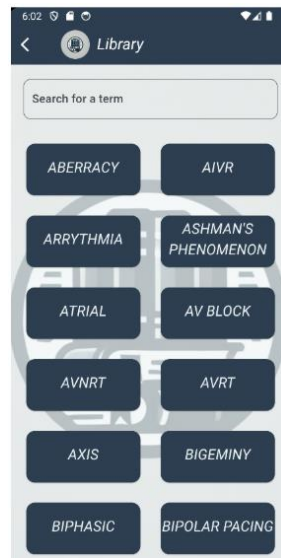 6:02
Library
Search for a term
ABERRACY
AIVR
ARRYTHMIA
ASHMAN'S
PHENOMENON
ATRIAL
AV BLOCK
AVNRT
AVRT
AXIS
BIGEMINY
BIPHASIC
BIPOLAR PACING